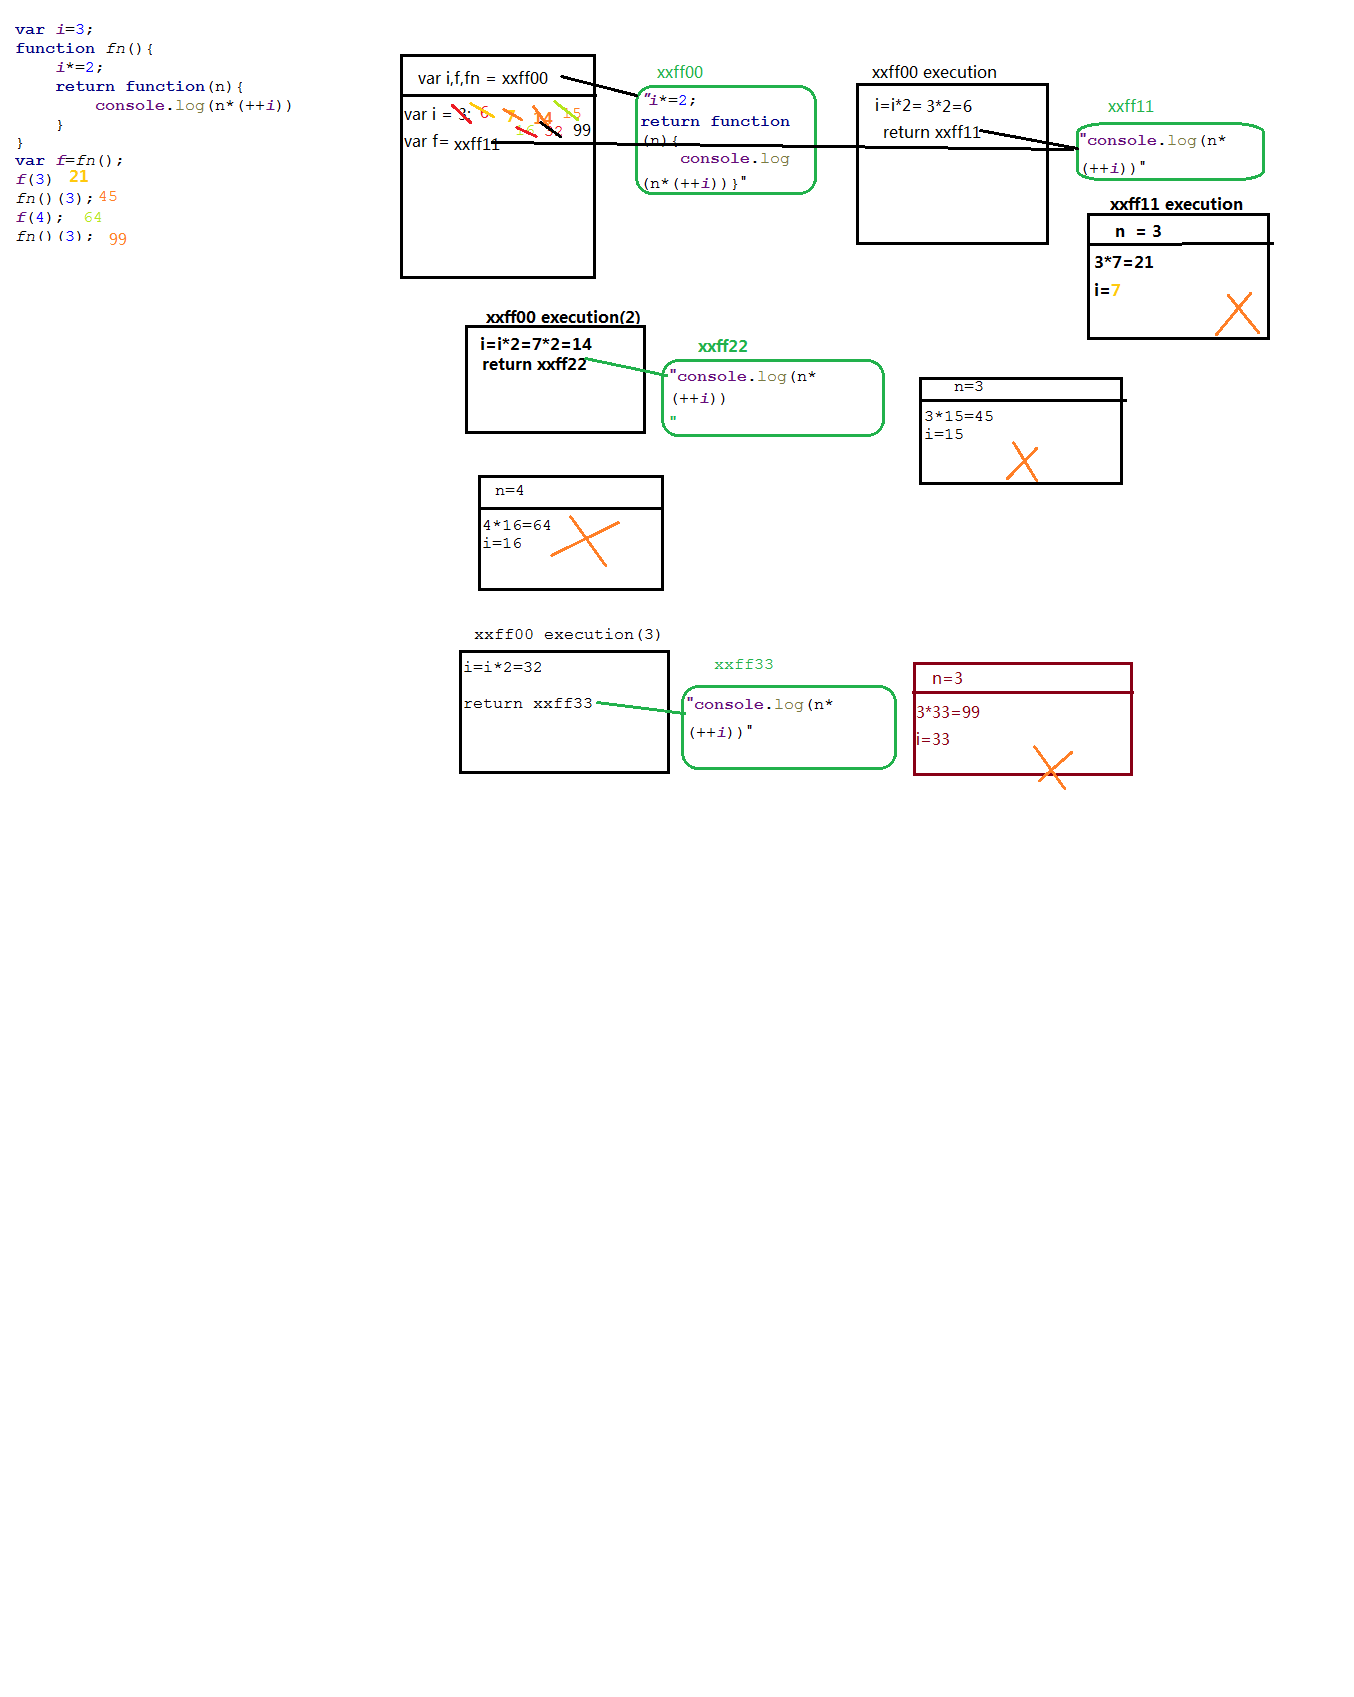 var i=3;
function fn(){
i*=2;
return function(n){
console.log(n*(++i))
}
}
var f=fn();
f(3) 21
fn()(3); 45
f(4); 64
fn()(3); 99
var i,f,fn = xxff00
var i = 3; 6 7 14 15
16 32 99
var f= xxff11
xxff00
"i*=2;
return function
(n){
console.log
(n*(++i))}"
xxff00 execution
i=i*2= 3*2=6
return xxff11
xxff11
"console.log(n*
(++i))"
xxff11 execution
n = 3
3*7=21
i=7
xxff00 execution(2)
i=i*2=7*2=14
return xxff22
xxff22
"console.log(n*
(++i))
"
n=3
3*15=45
i=15
n=4
4*16=64
i=16
xxff00 execution(3)
i=i*2=32
return xxff33
xxff33
"console.log(n*
(++i))"
n=3
3*33=99
i=33